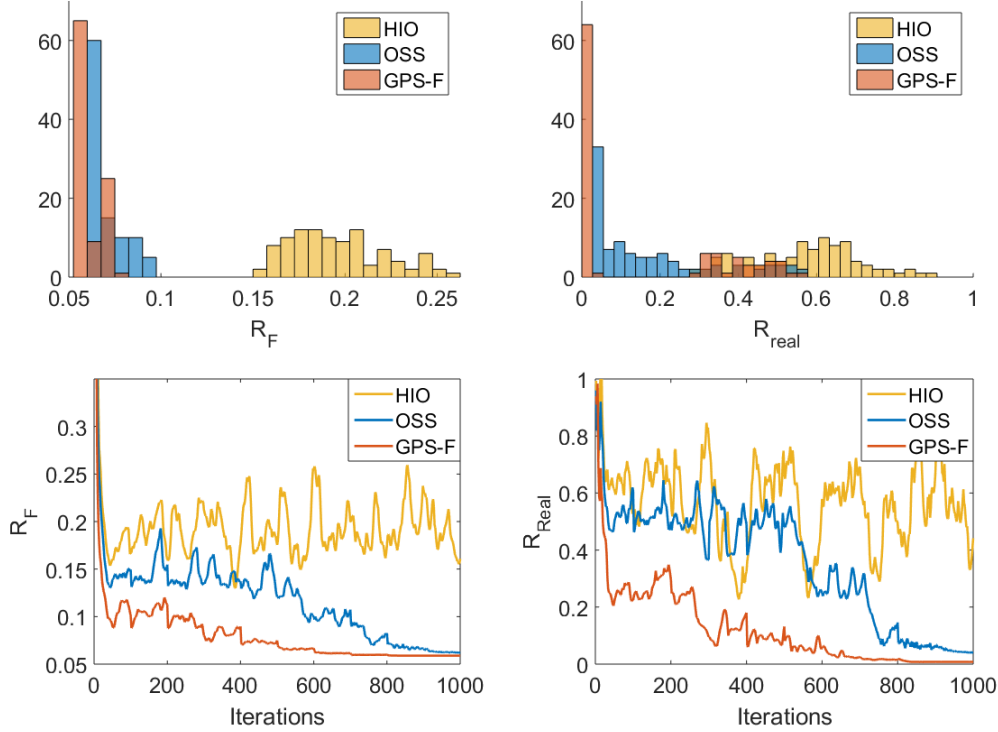 60
40
20
0
0.05
0.1
0.15
0.2
0.25
R_F
HIO
OSS
GPS-F
60
40
20
0
0
0.2
0.4
0.6
0.8
1
R_real
HIO
OSS
GPS-F
R_F
0.3
0.25
0.2
0.15
0.1
0.05
0
200
400
600
800
1000
Iterations
HIO
OSS
GPS-F
R_Real
1
0.8
0.6
0.4
0.2
0
0
200
400
600
800
1000
Iterations
HIO
OSS
GPS-F